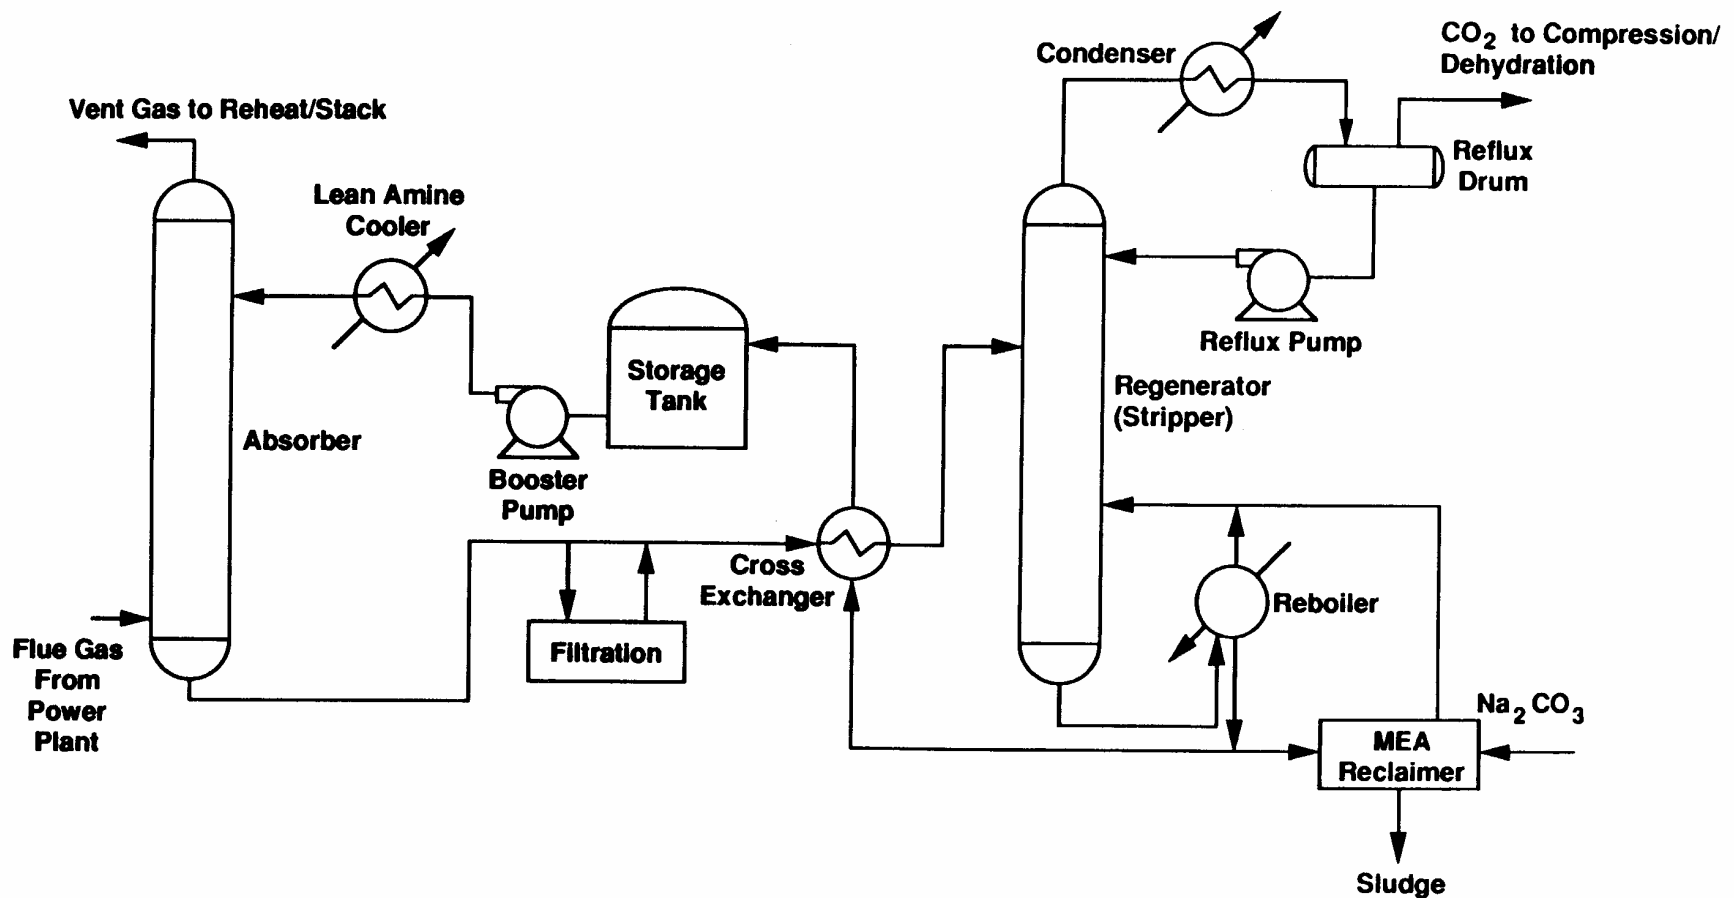 CO2 to Compression/
Dehydration
Condenser
Vent Gas to Reheat/Stack
Reflux
Drum
Lean Amine
Cooler
Reflux Pump
Storage
Tank
Regenerator
(Stripper)
Absorber
Booster
Pump
Cross
Exchanger
Reboiler
Filtration
Flue Gas
From
Power
Plant
Na2CO3
MEA
Reclaimer
Sludge